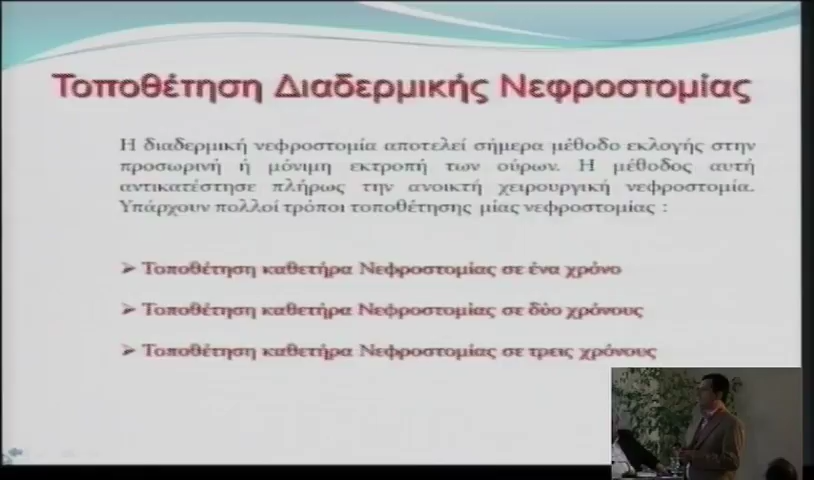 Τοποθέτηση Διαδερμικής Νεφροστομίας
Η διαδερμική νεφροστομία αποτελεί σήμερα μέθοδο εκλογής στην
προσωρινή ή μόνιμη εκτροπή των ούρων. Η μέθοδος αυτή
αντικατέστησε πλήρως την ανοικτή χειρουργική νεφροστομία.
Υπάρχουν πολλοί τρόποι τοποθέτησης μίας νεφροστομίας :
➢ Τοποθέτηση καθετήρα Νεφροστομίας σε ένα χρόνο
➢ Τοποθέτηση καθετήρα Νεφροστομίας σε δύο χρόνους
➢ Τοποθέτηση καθετήρα Νεφροστομίας σε τρεις χρόνους